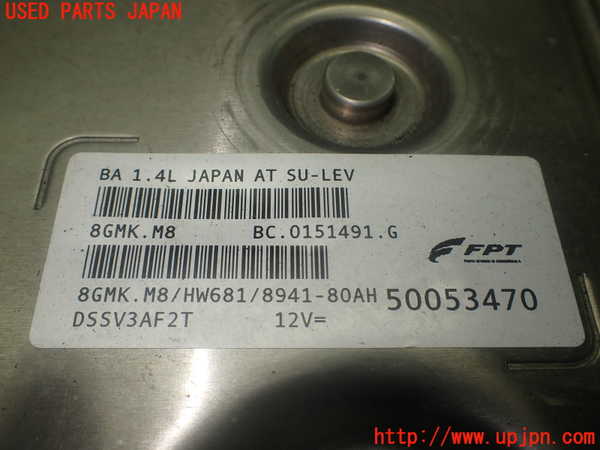 USED PARTS JAPAN
BA 1.4L JAPAN AT SU-LEV
8GMK.M8 BC.0151491.G
FPT
8GMK.M8/HW681/8941-80AH 50053470
DSSV3AF2T 12V=
http://www.upjpn.com/